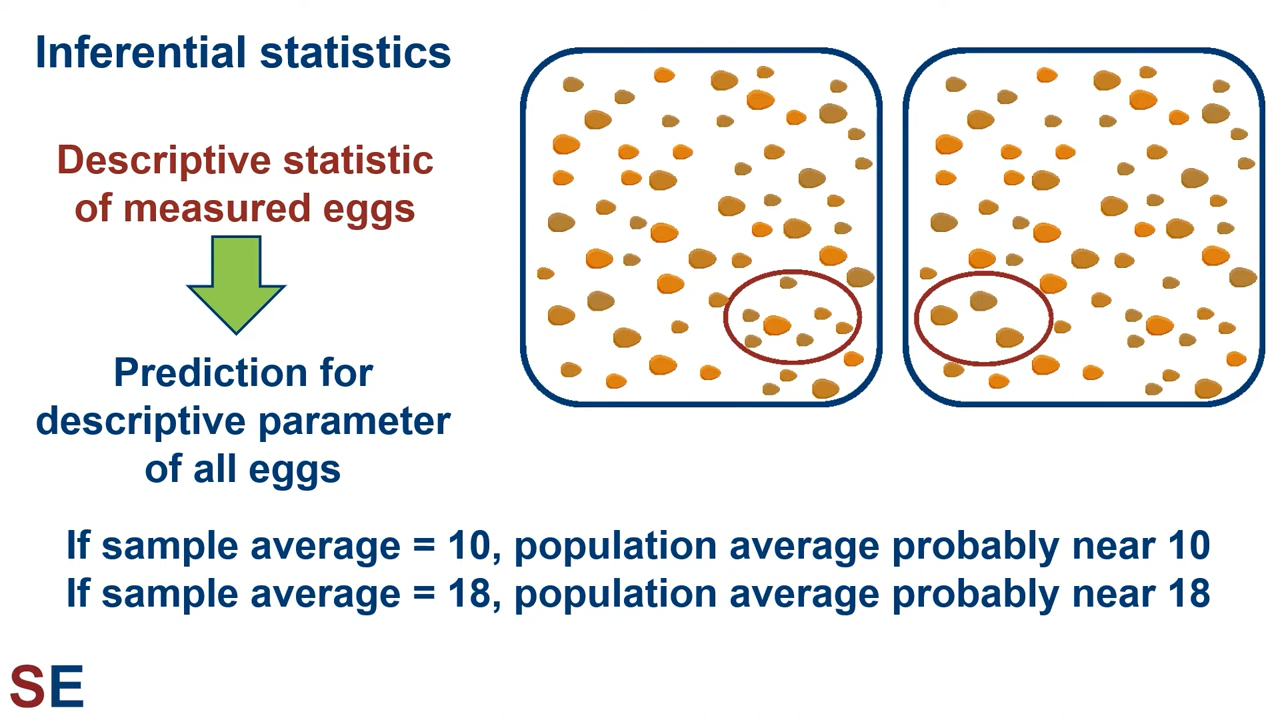 Inferential statistics
Descriptive statistic
of measured eggs
Prediction for
descriptive parameter
of all eggs
If sample average = 10, population average probably near 10
If sample average = 18, population average probably near 18
SE